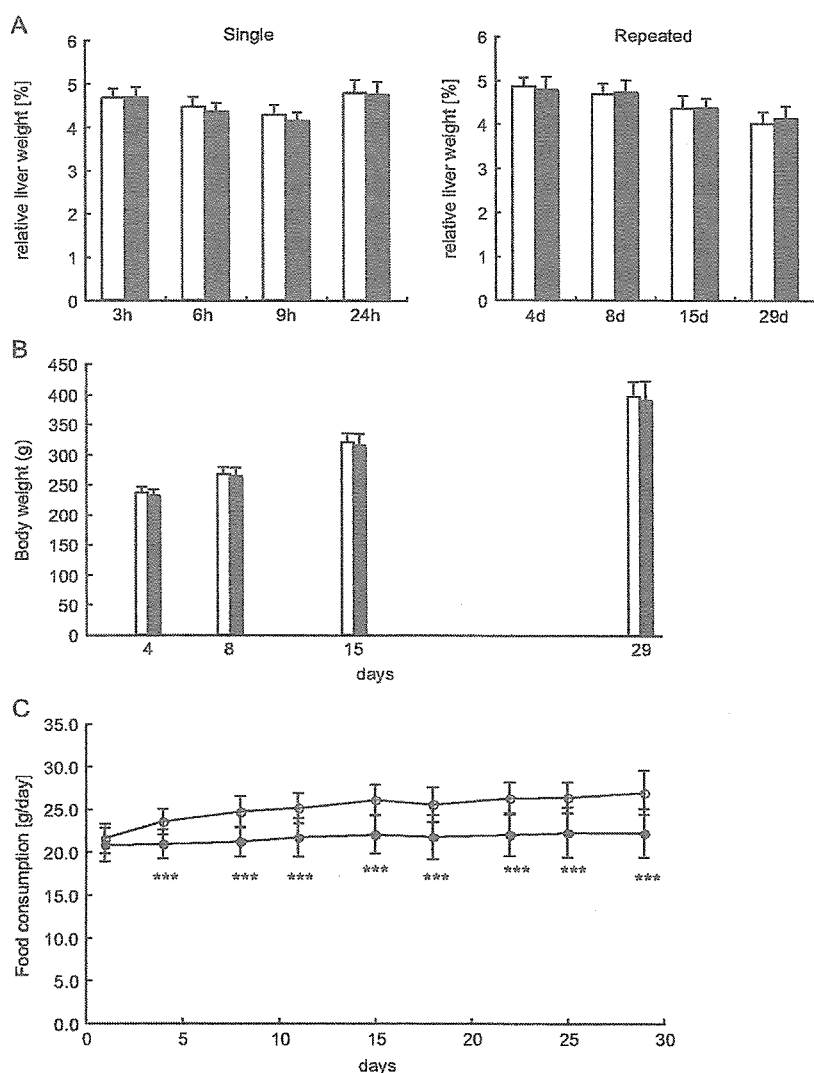 A
Single
Repeated
relative liver weight [%]
6
5
4
3
2
1
0
3h 6h 9h 24h
relative liver weight [%]
6
5
4
3
2
1
0
4d 8d 15d 29d
B
Body weight (g)
450
400
350
300
250
200
150
100
50
0
4 8 15 29
days
C
Food consumption [g/day]
35.0
30.0
25.0
20.0
15.0
10.0
5.0
0.0
*** *** *** *** *** *** *** ***
0 5 10 15 20 25 30
days